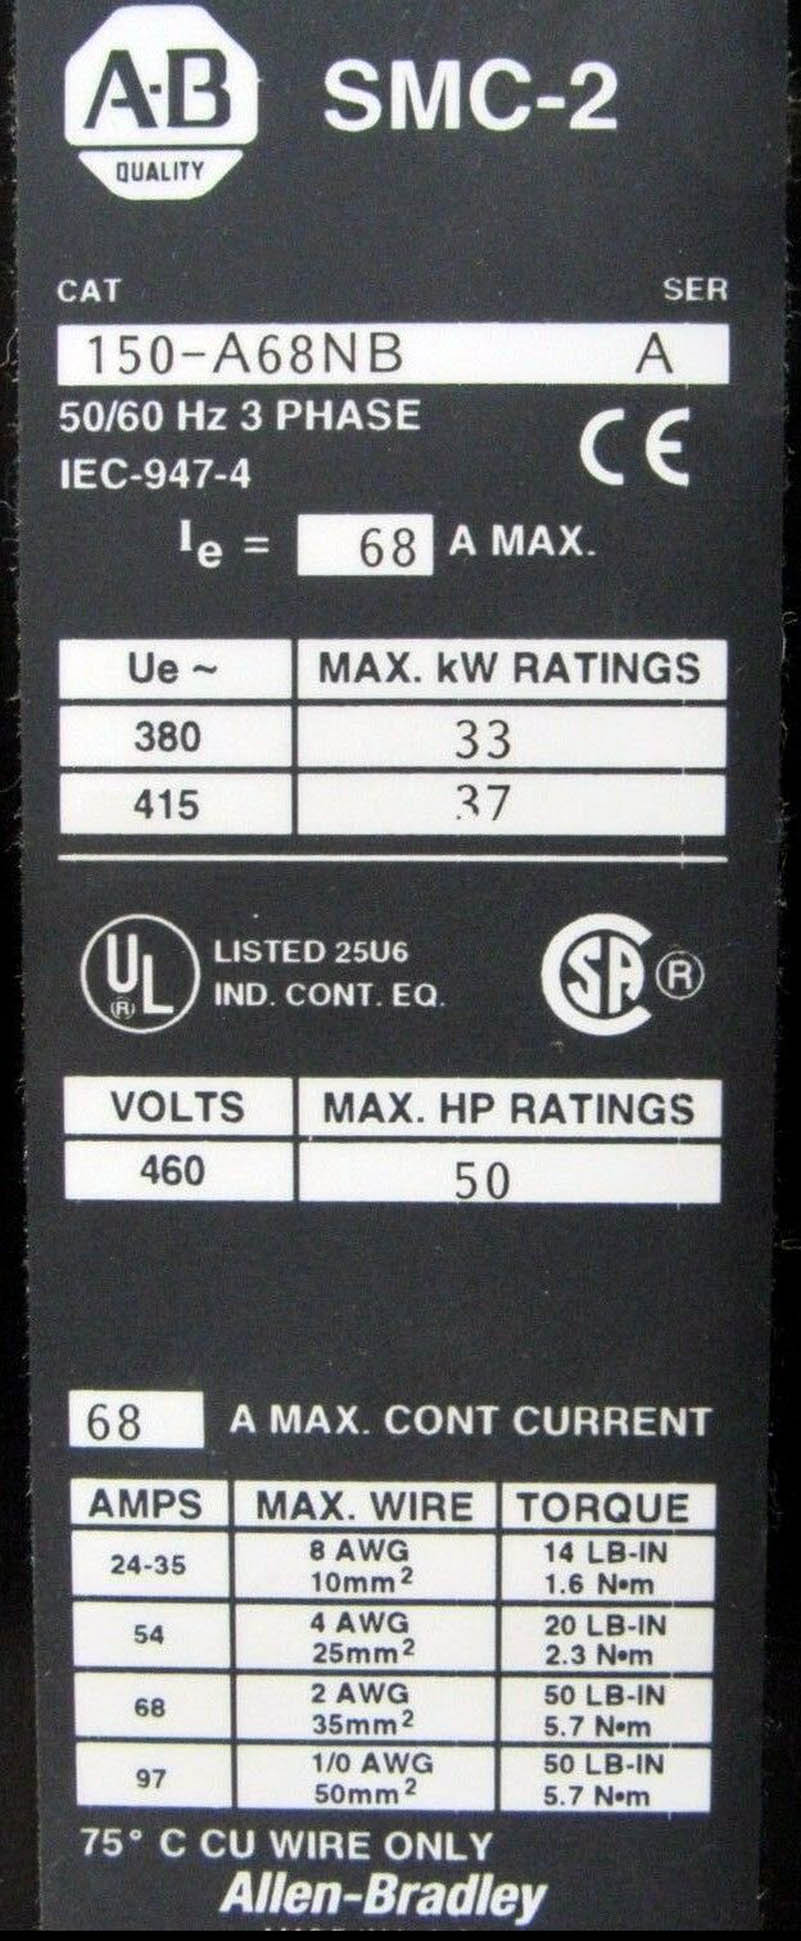 A-B
QUALITY
SMC-2
CAT SER
150-A68NB A
50/60 Hz 3 PHASE
IEC-947-4
CE
Ie = 68 A MAX.
Ue ~ MAX. kW RATINGS
380 33
415 37
UL ® LISTED 25U6
IND. CONT. EQ.
CSA ®
VOLTS MAX. HP RATINGS
460 50
68 A MAX. CONT CURRENT
AMPS MAX. WIRE TORQUE
24-35 8 AWG 14 LB-IN
10mm² 1.6 N•m
54 4 AWG 20 LB-IN
25mm² 2.3 N•m
68 2 AWG 50 LB-IN
35mm² 5.7 N•m
97 1/0 AWG 50 LB-IN
50mm² 5.7 N•m
75° C CU WIRE ONLY
Allen-Bradley